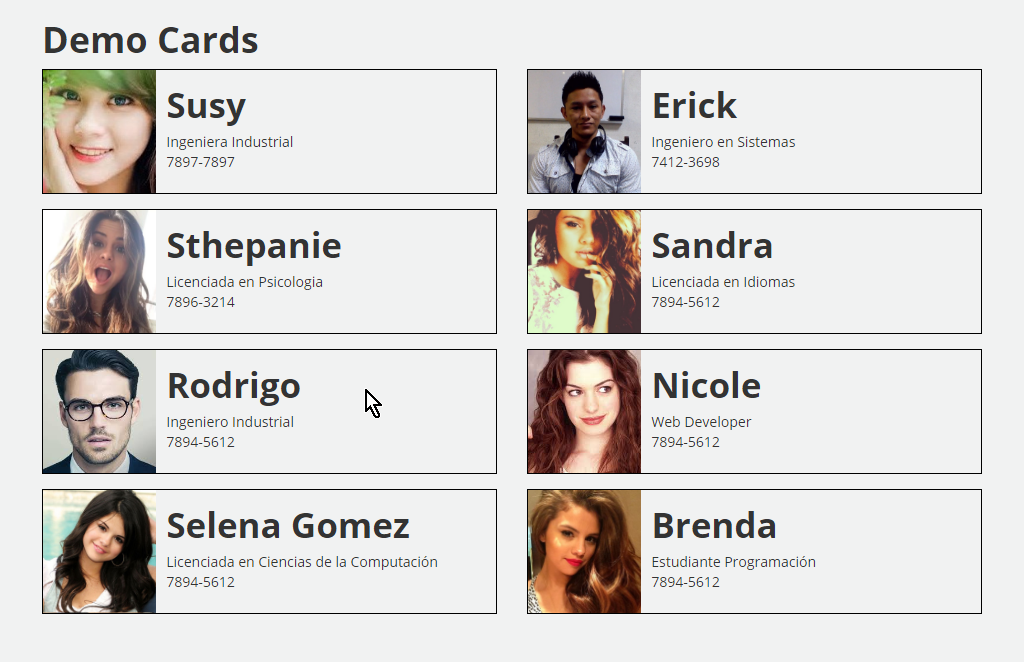 Demo Cards
Susy
Ingeniera Industrial
7897-7897
Erick
Ingeniero en Sistemas
7412-3698
Sthepanie
Licenciada en Psicologia
7896-3214
Sandra
Licenciada en Idiomas
7894-5612
Rodrigo
Ingeniero Industrial
7894-5612
Nicole
Web Developer
7894-5612
Selena Gomez
Licenciada en Ciencias de la Computación
7894-5612
Brenda
Estudiante Programación
7894-5612